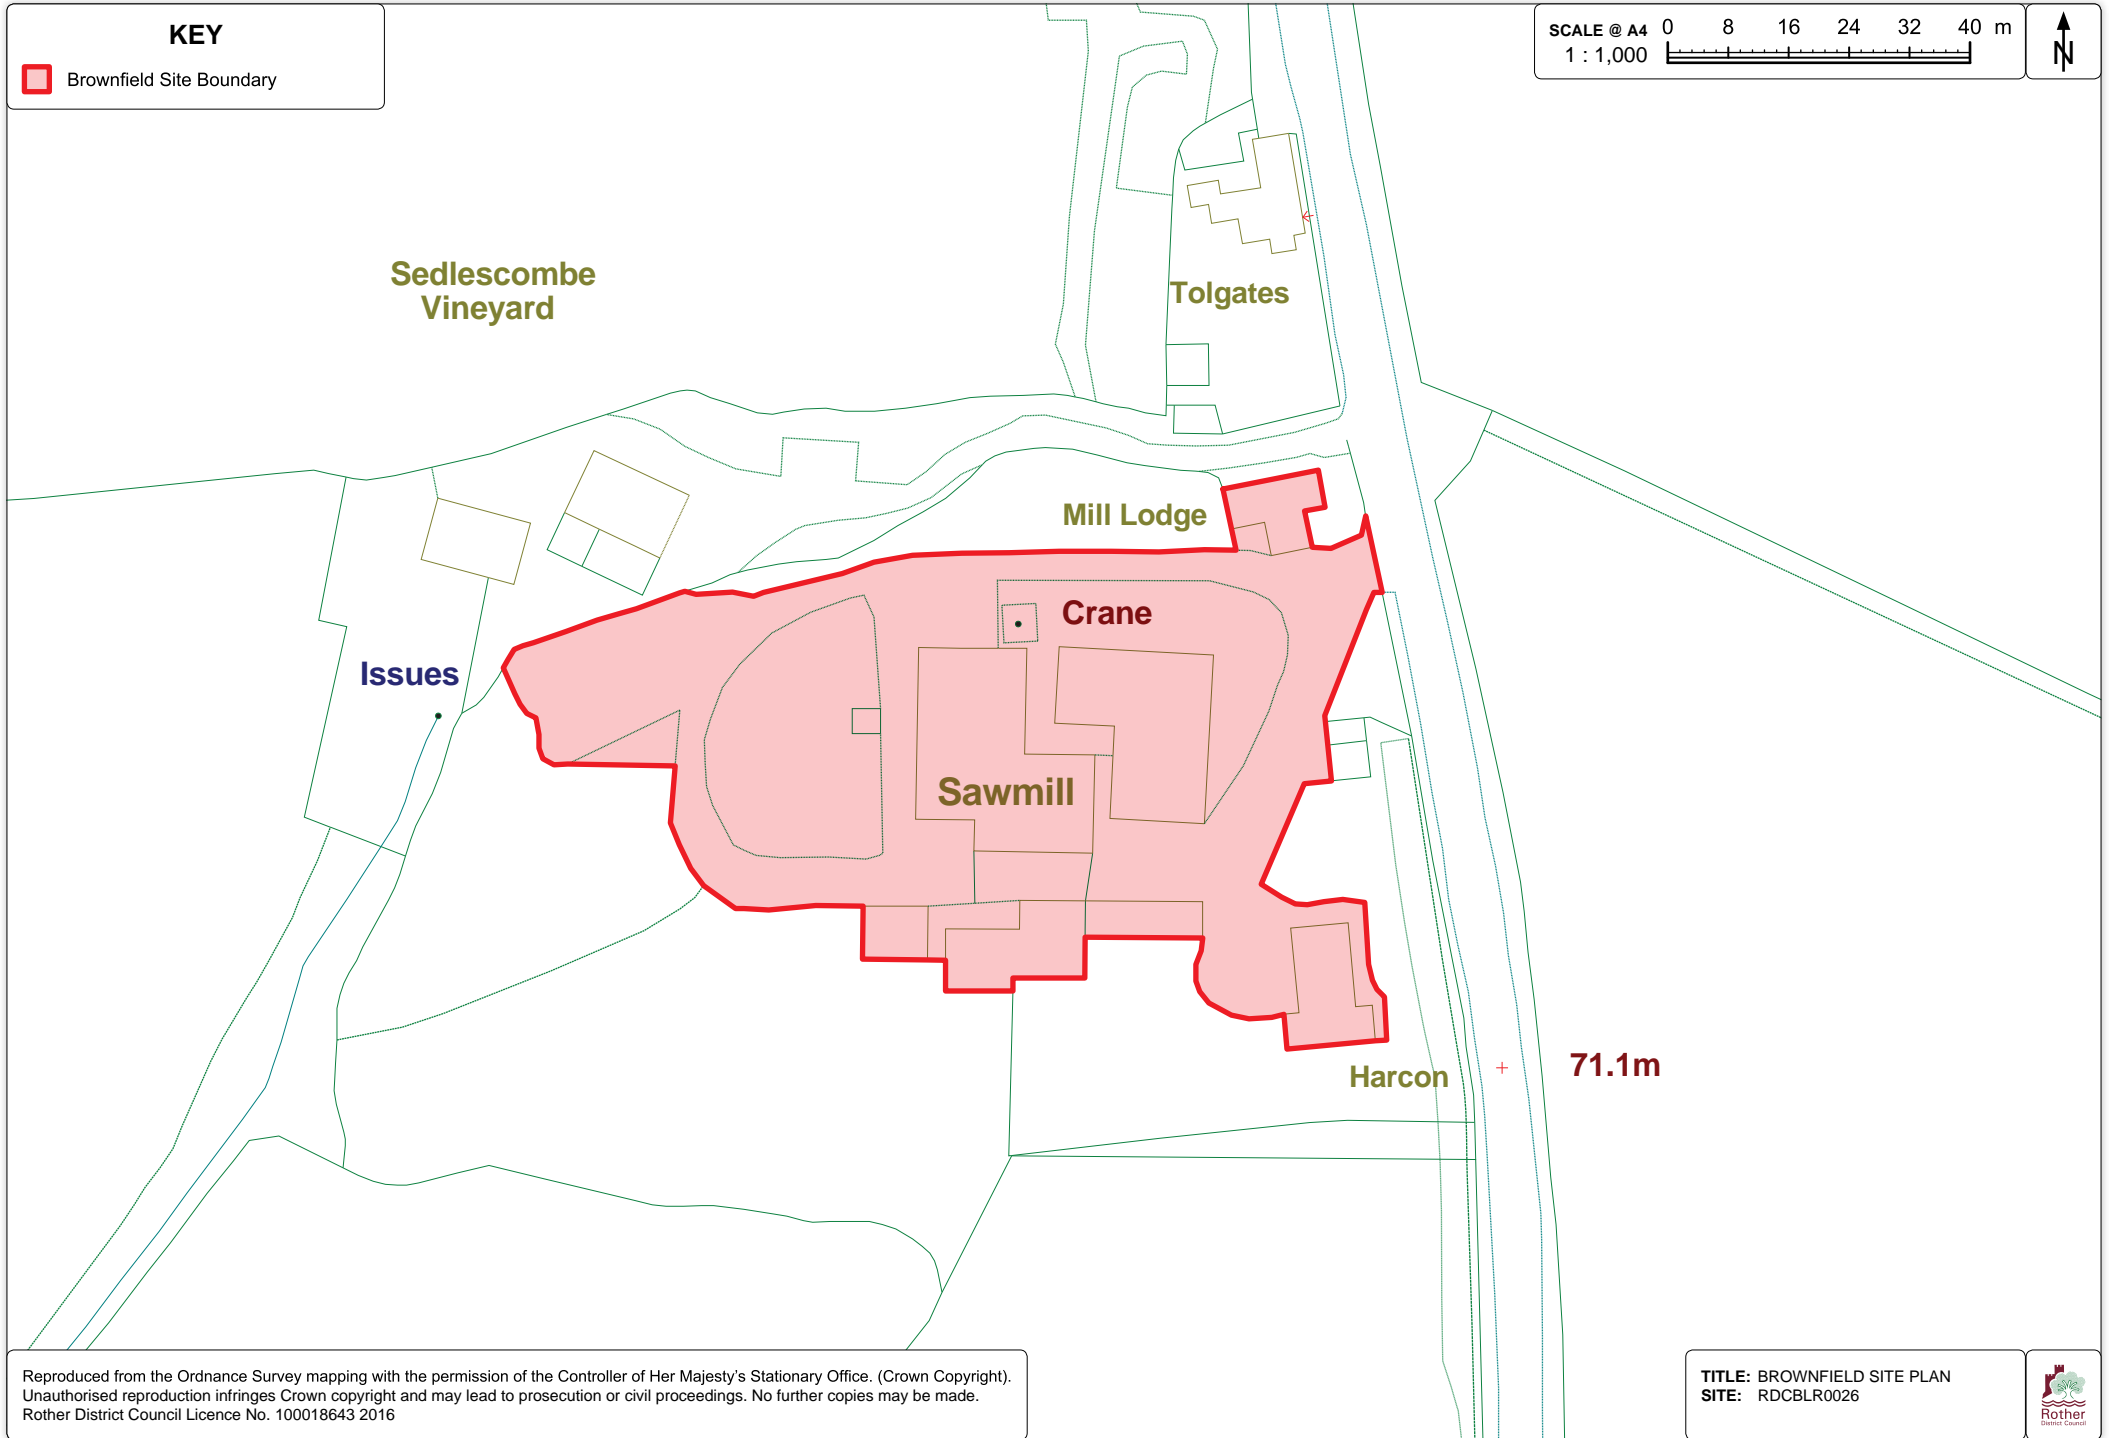 KEY
Brownfield Site Boundary
SCALE @ A4 0 8 16 24 32 40 m
1 : 1,000
N
Sedlescombe
Vineyard
Tolgates
Mill Lodge
Crane
Issues
Sawmill
71.1m
Harcon
Reproduced from the Ordnance Survey mapping with the permission of the Controller of Her Majesty's Stationary Office. (Crown Copyright).
Unauthorised reproduction infringes Crown copyright and may lead to prosecution or civil proceedings. No further copies may be made.
Rother District Council Licence No. 100018643 2016
TITLE: BROWNFIELD SITE PLAN
SITE: RDCBLR0026
Rother
District Council